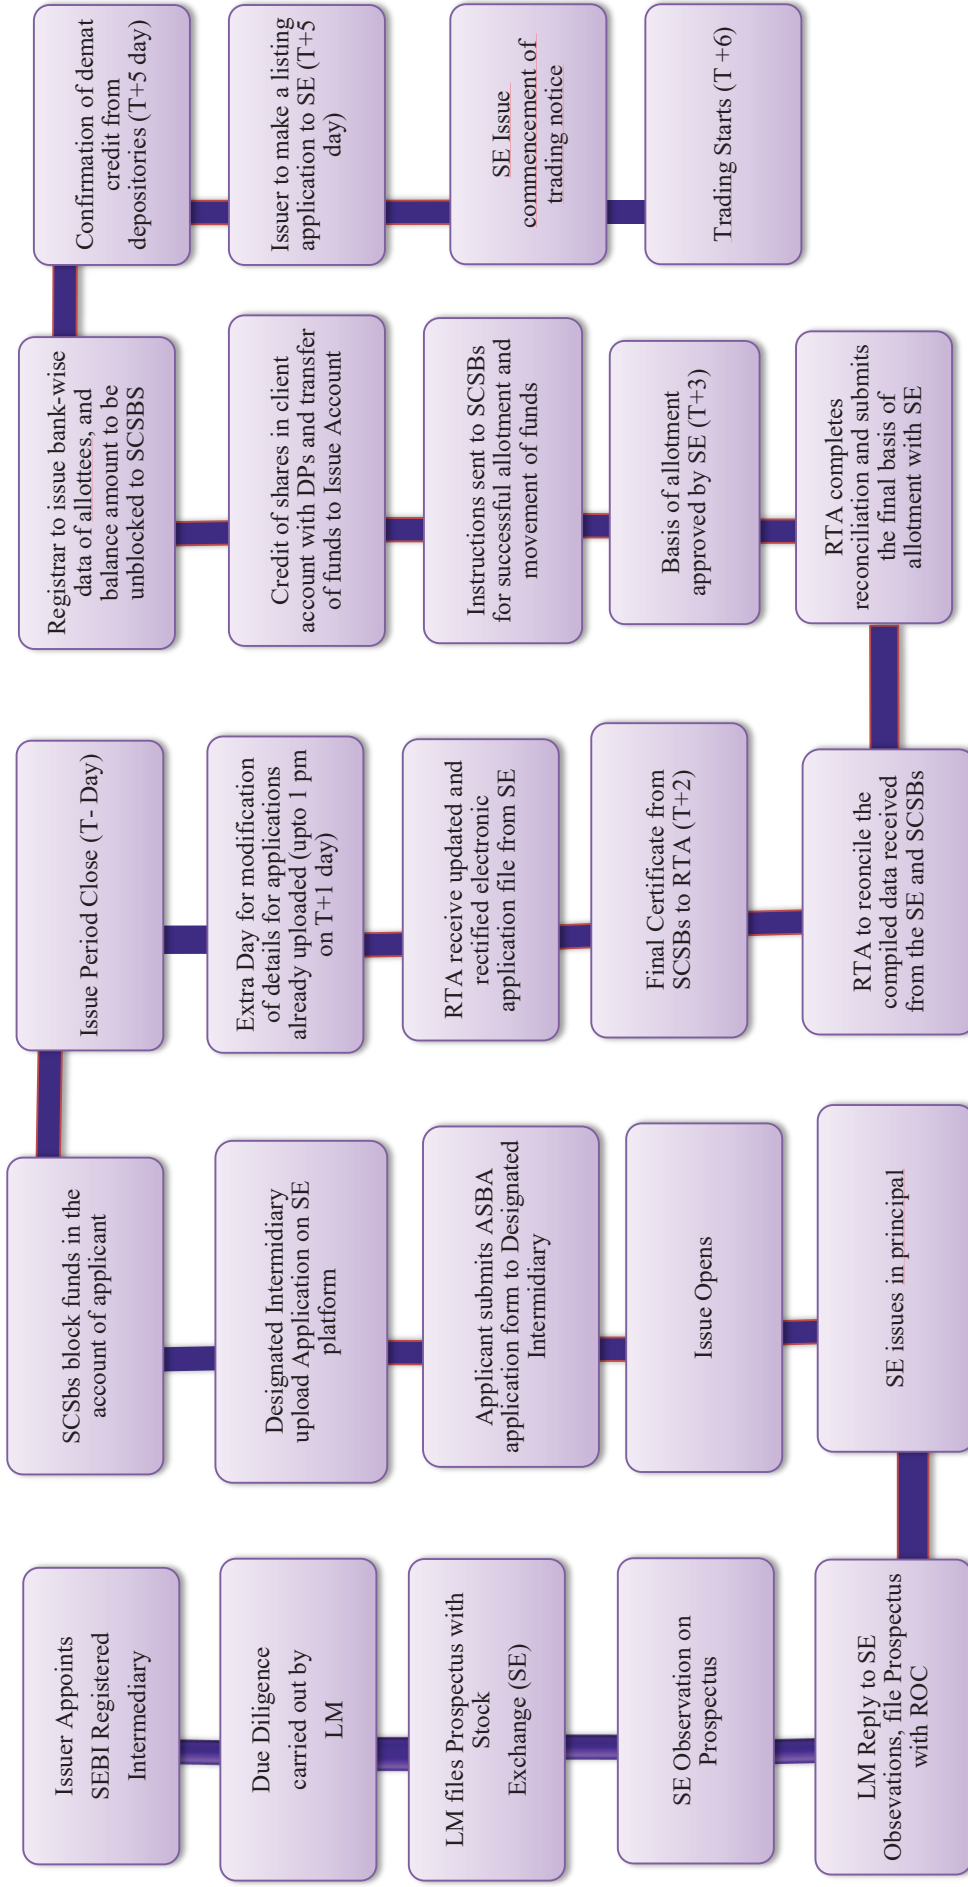 Issuer Appoints
SEBI Registered
Intermediary
Due Diligence
carried out by
LM
LM files Prospectus with
Stock
Exchange (SE)
SE Observation on
Prospectus
LM Reply to SE
Obsevations, file Prospectus
with ROC
SE issues in principal
Issue Opens
Applicant submits ASBA
application form to Designated
Intermidiary
Designated Intermidiary
upload Application on SE
platform
SCSbs block funds in the
account of applicant
Issue Period Close (T- Day)
Extra Day for modification
of details for applications
already uploaded (upto 1 pm
on T+1 day)
RTA receive updated and
rectified electronic
application file from SE
Final Certificate from
SCSBs to RTA (T+2)
RTA to reoncile the
compiled data received
from the SE and SCSBs
RTA completes
reconciliation and submits
the final basis of
allotment with SE
Basis of allotment
approved by SE (T+3)
Instructions sent to SCSBs
for successful allotment and
movement of funds
Credit of shares in client
account with DPs and transfer
of funds to Issue Account
Registrar to issue bank-wise
data of allottees, and
balance amount to be
unblocked to SCSBS
Confirmation of demat
credit from
depositories (T+5 day)
Issuer to make a listing
application to SE (T+5
day)
SE Issue
commencement of
trading notice
Trading Starts (T +6)